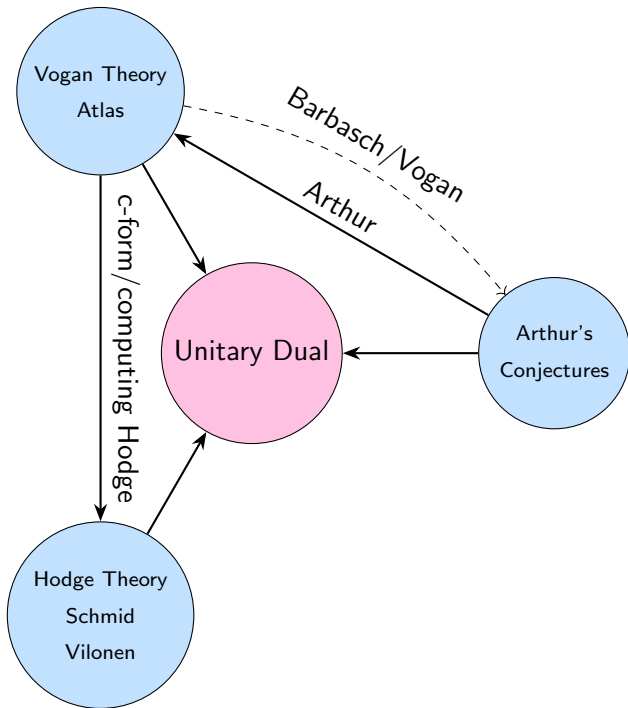 Vogan Theory
Atlas
Barbasch/Vogan
Arthur
c-form/computing Hodge
Unitary Dual
Arthur's
Conjectures
Hodge Theory
Schmid
Vilonen